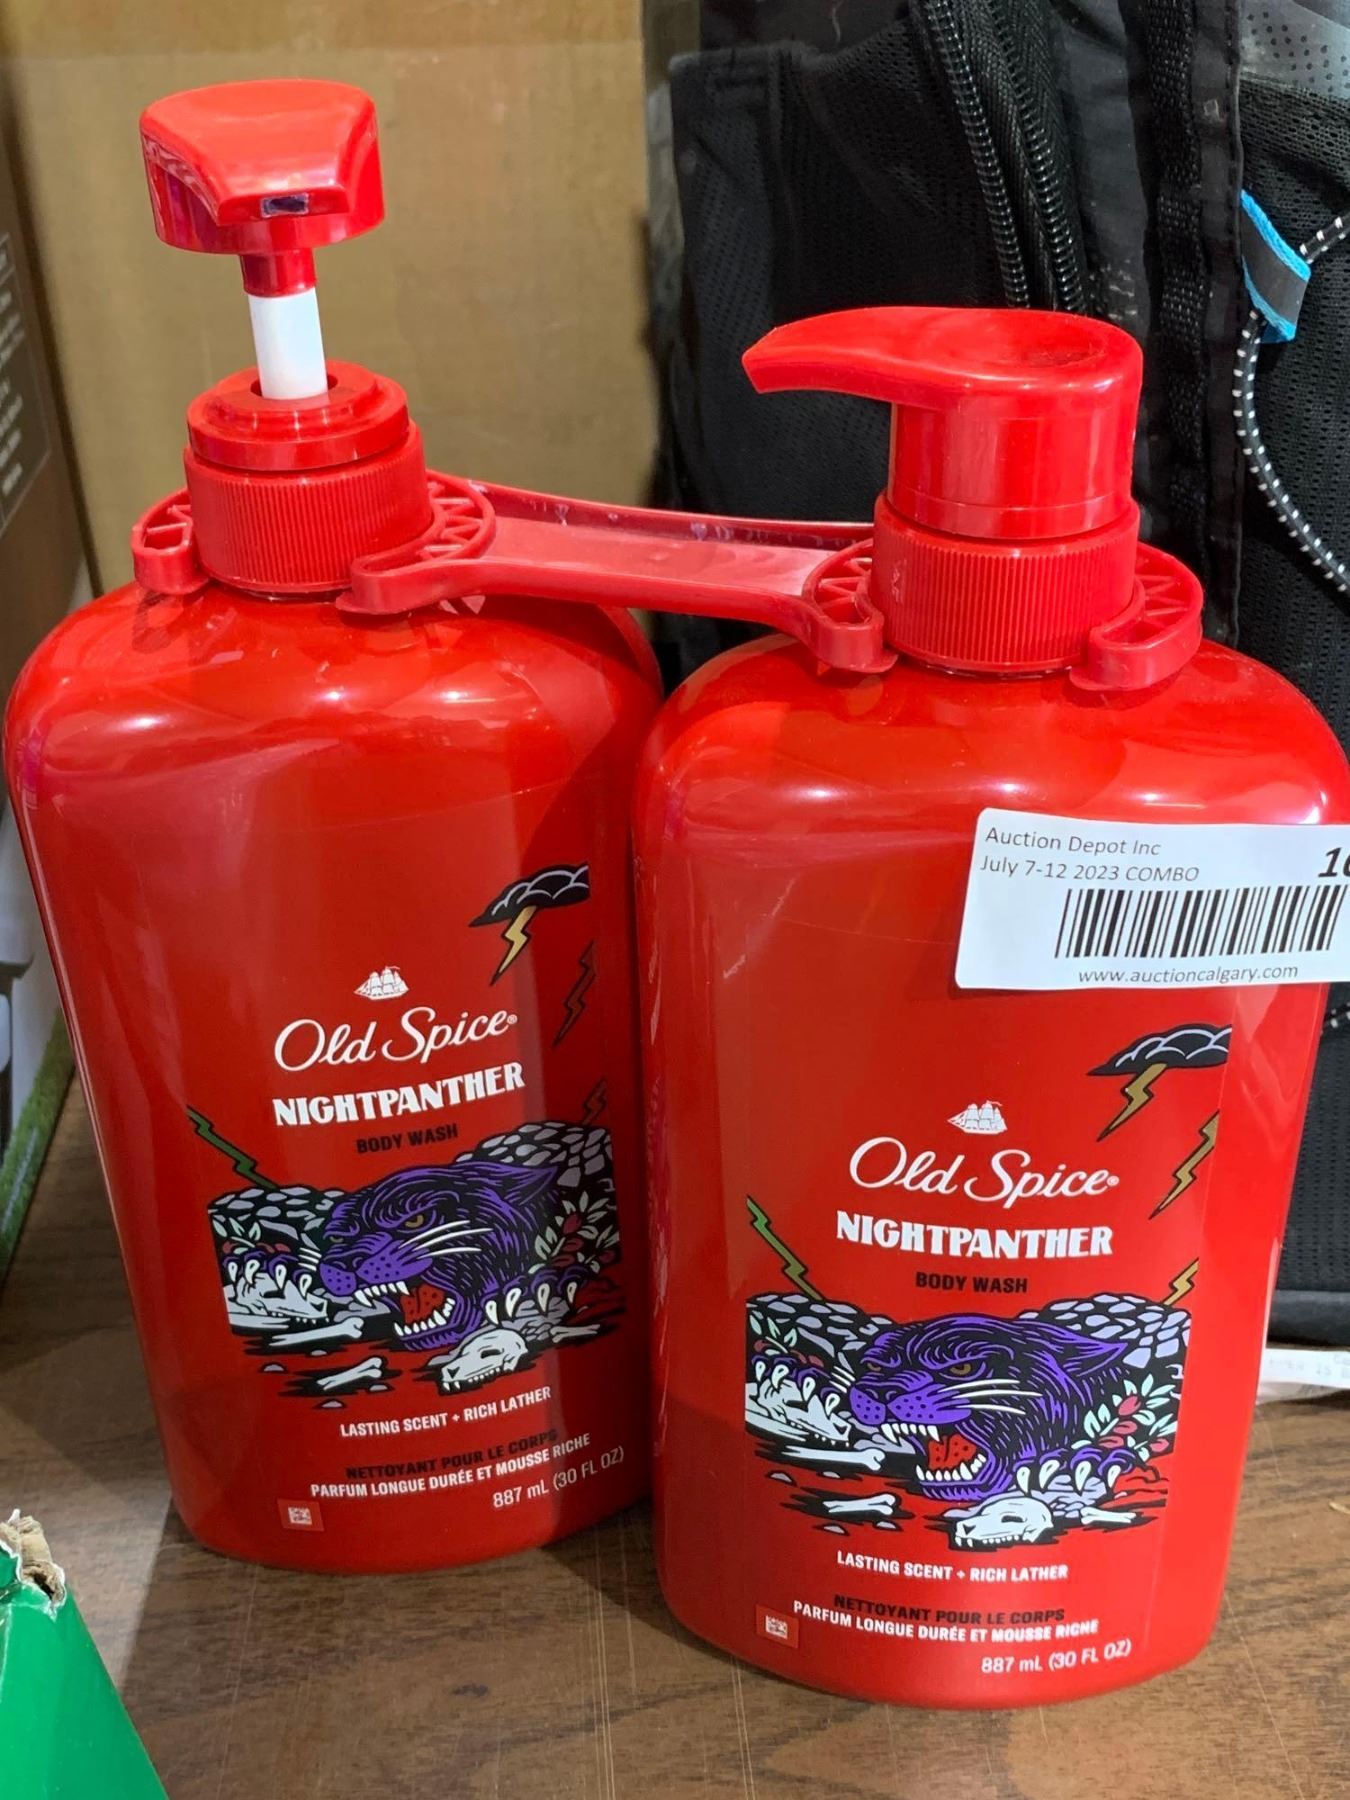 Auction Depot Inc
July 7-12 2023 COMBO
www.auctioncalgary.com
Old Spice®
NIGHTPANTHER
BODY WASH
LASTING SCENT + RICH LATHER
NETTOYANT POUR LE CORPS
PARFUM LONGUE DURÉE ET MOUSSE RICHE
887 mL (30 FL OZ)
Old Spice®
NIGHTPANTHER
BODY WASH
LASTING SCENT + RICH LATHER
NETTOYANT POUR LE CORPS
PARFUM LONGUE DURÉE ET MOUSSE RICHE
887 mL (30 FL OZ)